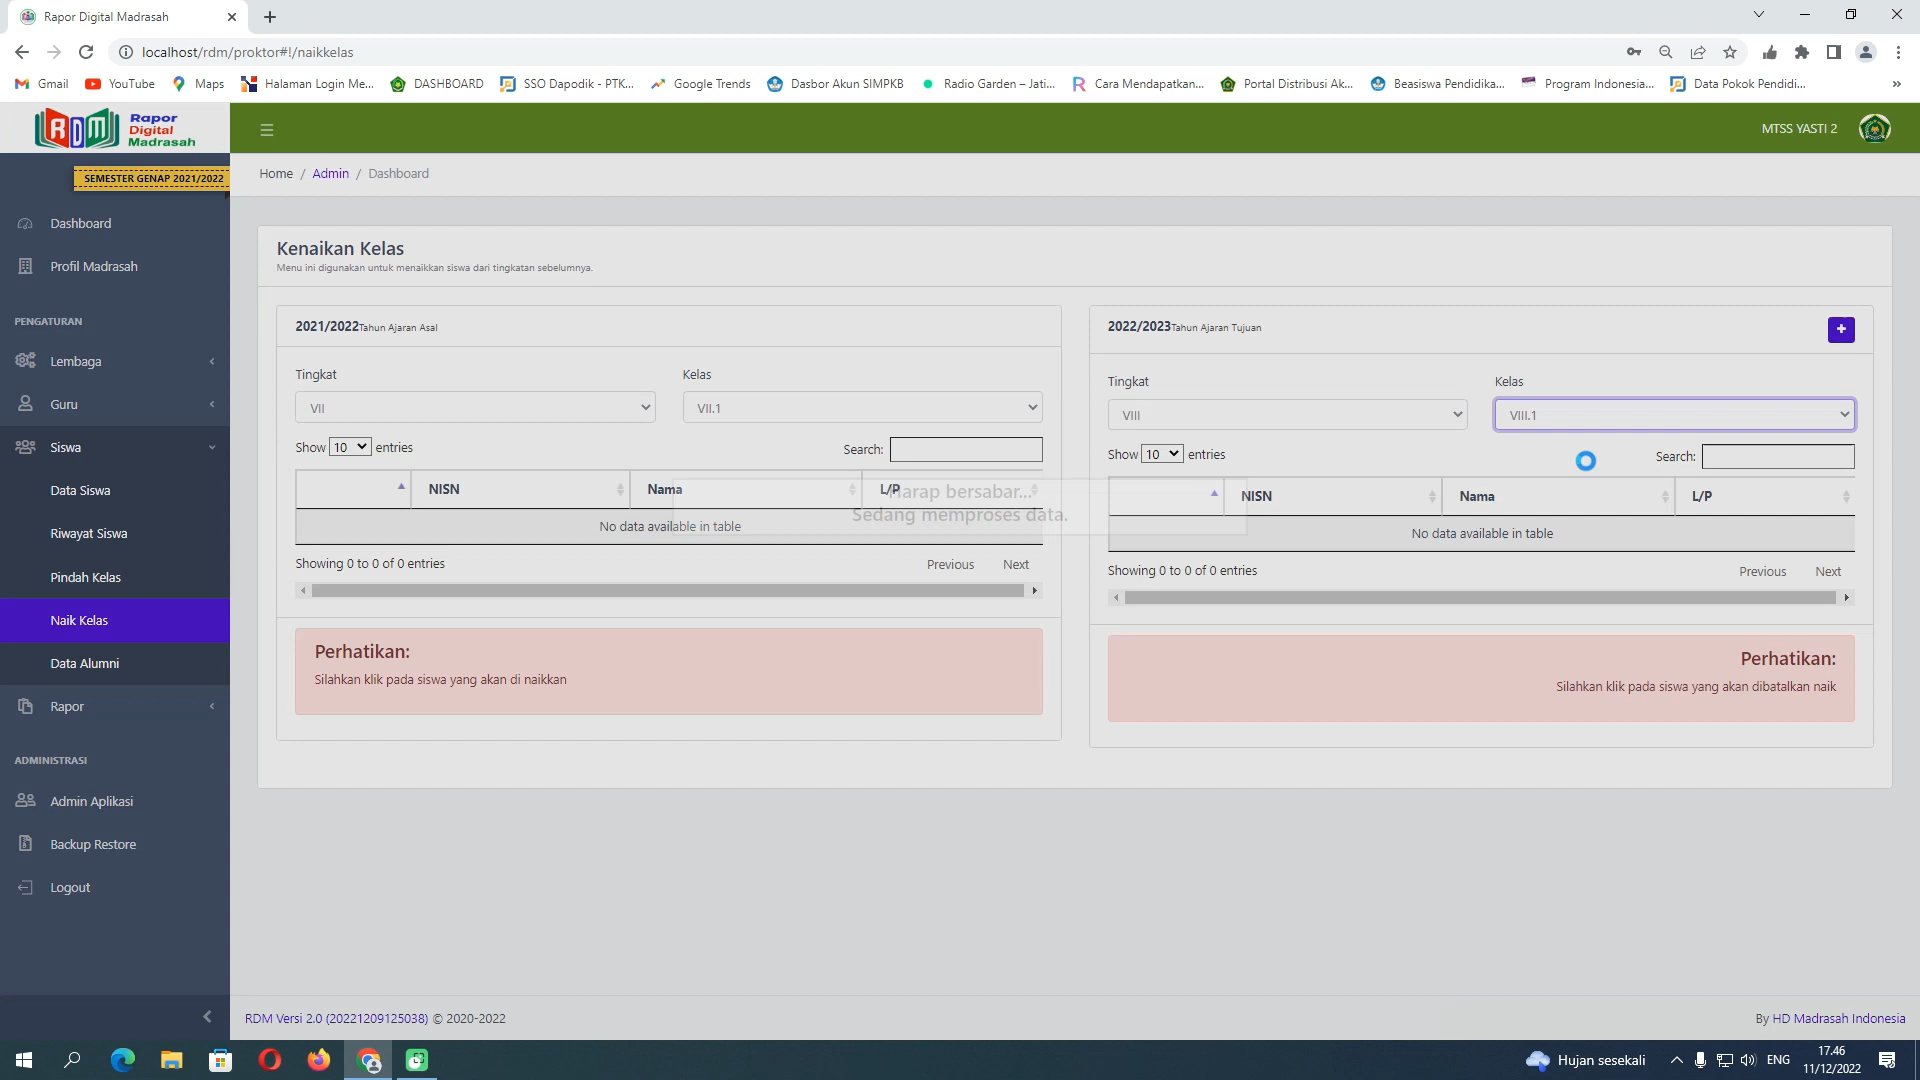 Rapor Digital Madrasah
localhost/rdm/proktor#!/naikkelas
Gmail YouTube Maps Halaman Login Me... DASHBOARD SSO Dapodik - PTK... Google Trends Dasbor Akun SIMPKB Radio Garden – Jati... Cara Mendapatkan... Portal Distribusi Ak... Beasiswa Pendidika... Program Indonesia... Data Pokok Pendidi... »
RDM Rapor Digital Madrasah
MTSS YASTI 2
SEMESTER GENAP 2021/2022
Home / Admin / Dashboard
Dashboard
Profil Madrasah
PENGATURAN
Lembaga
Guru
Siswa
Data Siswa
Riwayat Siswa
Pindah Kelas
Naik Kelas
Data Alumni
Rapor
ADMINISTRASI
Admin Aplikasi
Backup Restore
Logout
Kenaikan Kelas
Menu ini digunakan untuk menaikkan siswa dari tingkatan sebelumnya.
2021/2022Tahun Ajaran Asal
Tingkat Kelas
VII VII.1
Show 10 entries Search:
NISN Nama L/P
No data available in table
Showing 0 to 0 of 0 entries Previous Next
Perhatikan:
Silahkan klik pada siswa yang akan di naikkan
Harap bersabar...
Sedang memproses data.
2022/2023Tahun Ajaran Tujuan +
Tingkat Kelas
VIII VIII.1
Show 10 entries Search:
NISN Nama L/P
No data available in table
Showing 0 to 0 of 0 entries Previous Next
Perhatikan:
Silahkan klik pada siswa yang akan dibatalkan naik
RDM Versi 2.0 (20221209125038) © 2020-2022
By HD Madrasah Indonesia
Hujan sesekali ENG 17.46
11/12/2022